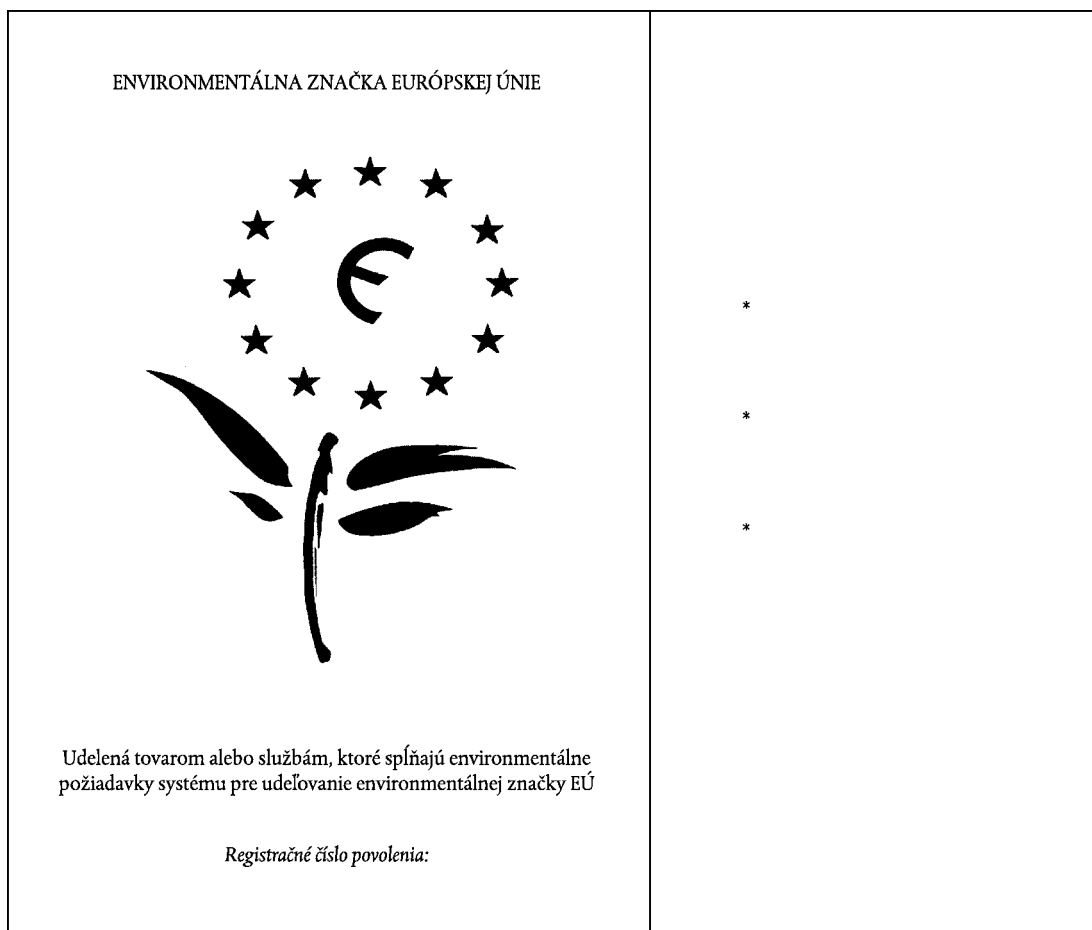 ENVIRONMENTÁLNA ZNAČKA EURÓPSKEJ ÚNIE
Є
Udelená tovarom alebo službám, ktoré spĺňajú environmentálne
požiadavky systému pre udeľovanie environmentálnej značky EÚ
Registračné číslo povolenia:
*
*
*